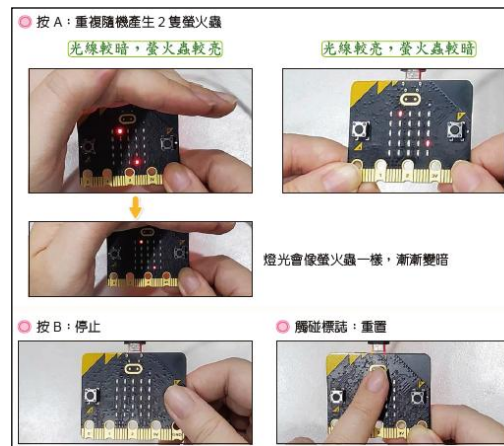 按 A：重複隨機產生 2 隻螢火蟲
光線較暗，螢火蟲較亮
光線較亮，螢火蟲較暗
燈光會像螢火蟲一樣，漸漸變暗
按 B：停止
觸碰標誌：重置